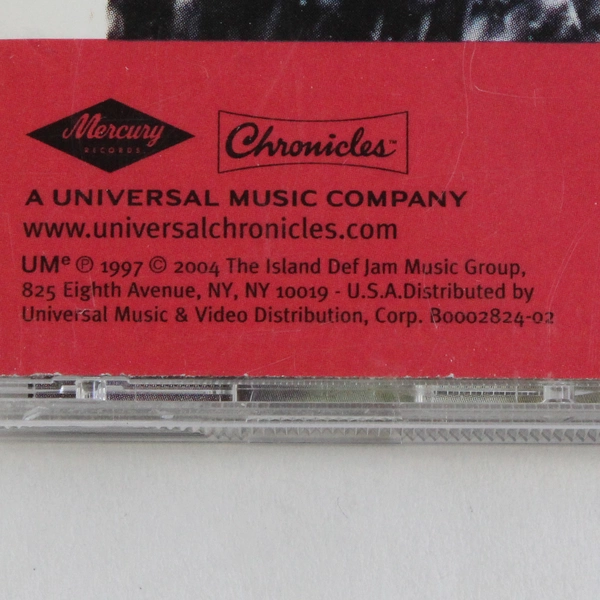 Mercury
RECORDS
Chronicles™
A UNIVERSAL MUSIC COMPANY
www.universalchronicles.com
UMᵉ ℗ 1997 © 2004 The Island Def Jam Music Group,
825 Eighth Avenue, NY, NY 10019 - U.S.A.Distributed by
Universal Music & Video Distribution, Corp. B0002824-02